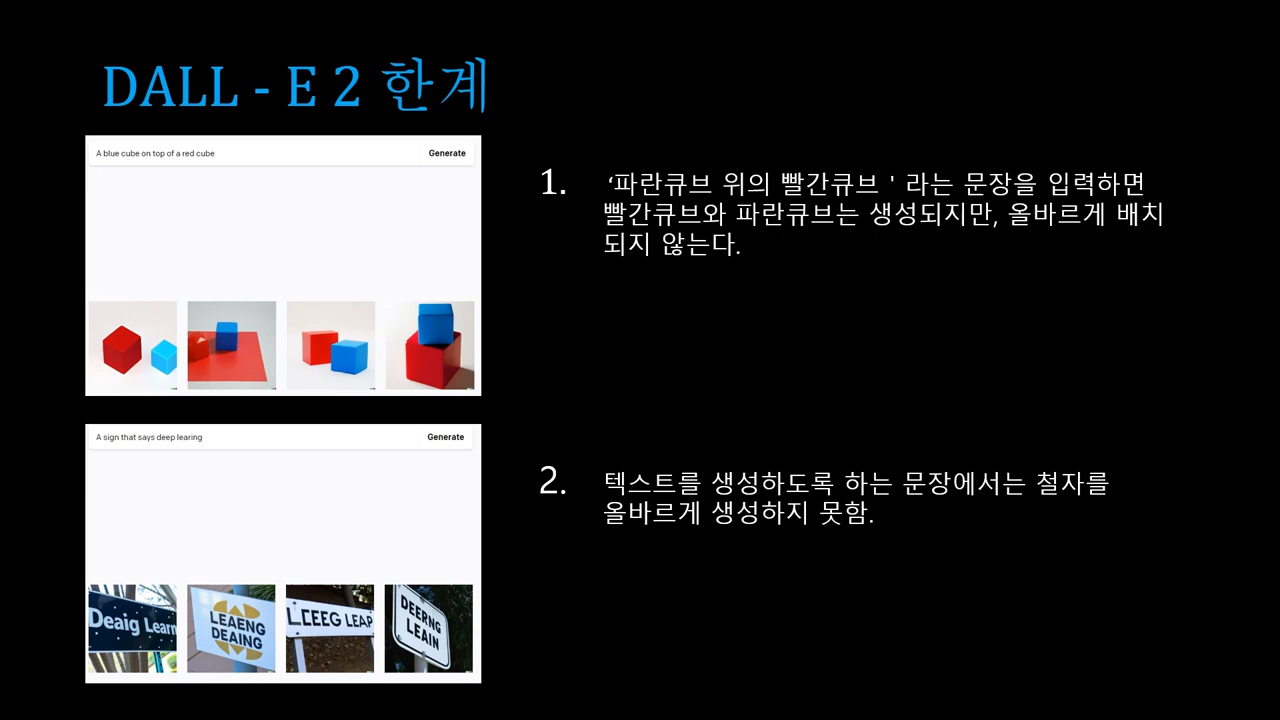 DALL - E 2 한계
A blue cube on top of a red cube
Generate
1. ‘파란큐브 위의 빨간큐브 ' 라는 문장을 입력하면
빨간큐브와 파란큐브는 생성되지만, 올바르게 배치
되지 않는다.
A sign that says deep learing
Generate
2. 텍스트를 생성하도록 하는 문장에서는 철자를
올바르게 생성하지 못함.
Deaig Learn
LEAENG
DEAING
LCEEG LEAP
DEERNG
LEAIN